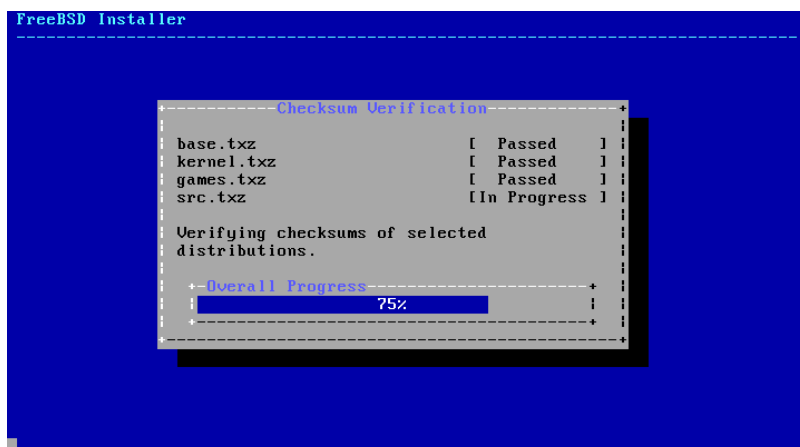 FreeBSD Installer
Checksum Verification
base.txz [ Passed ]
kernel.txz [ Passed ]
games.txz [ Passed ]
src.txz [In Progress ]
Verifying checksums of selected
distributions.
Overall Progress
75%